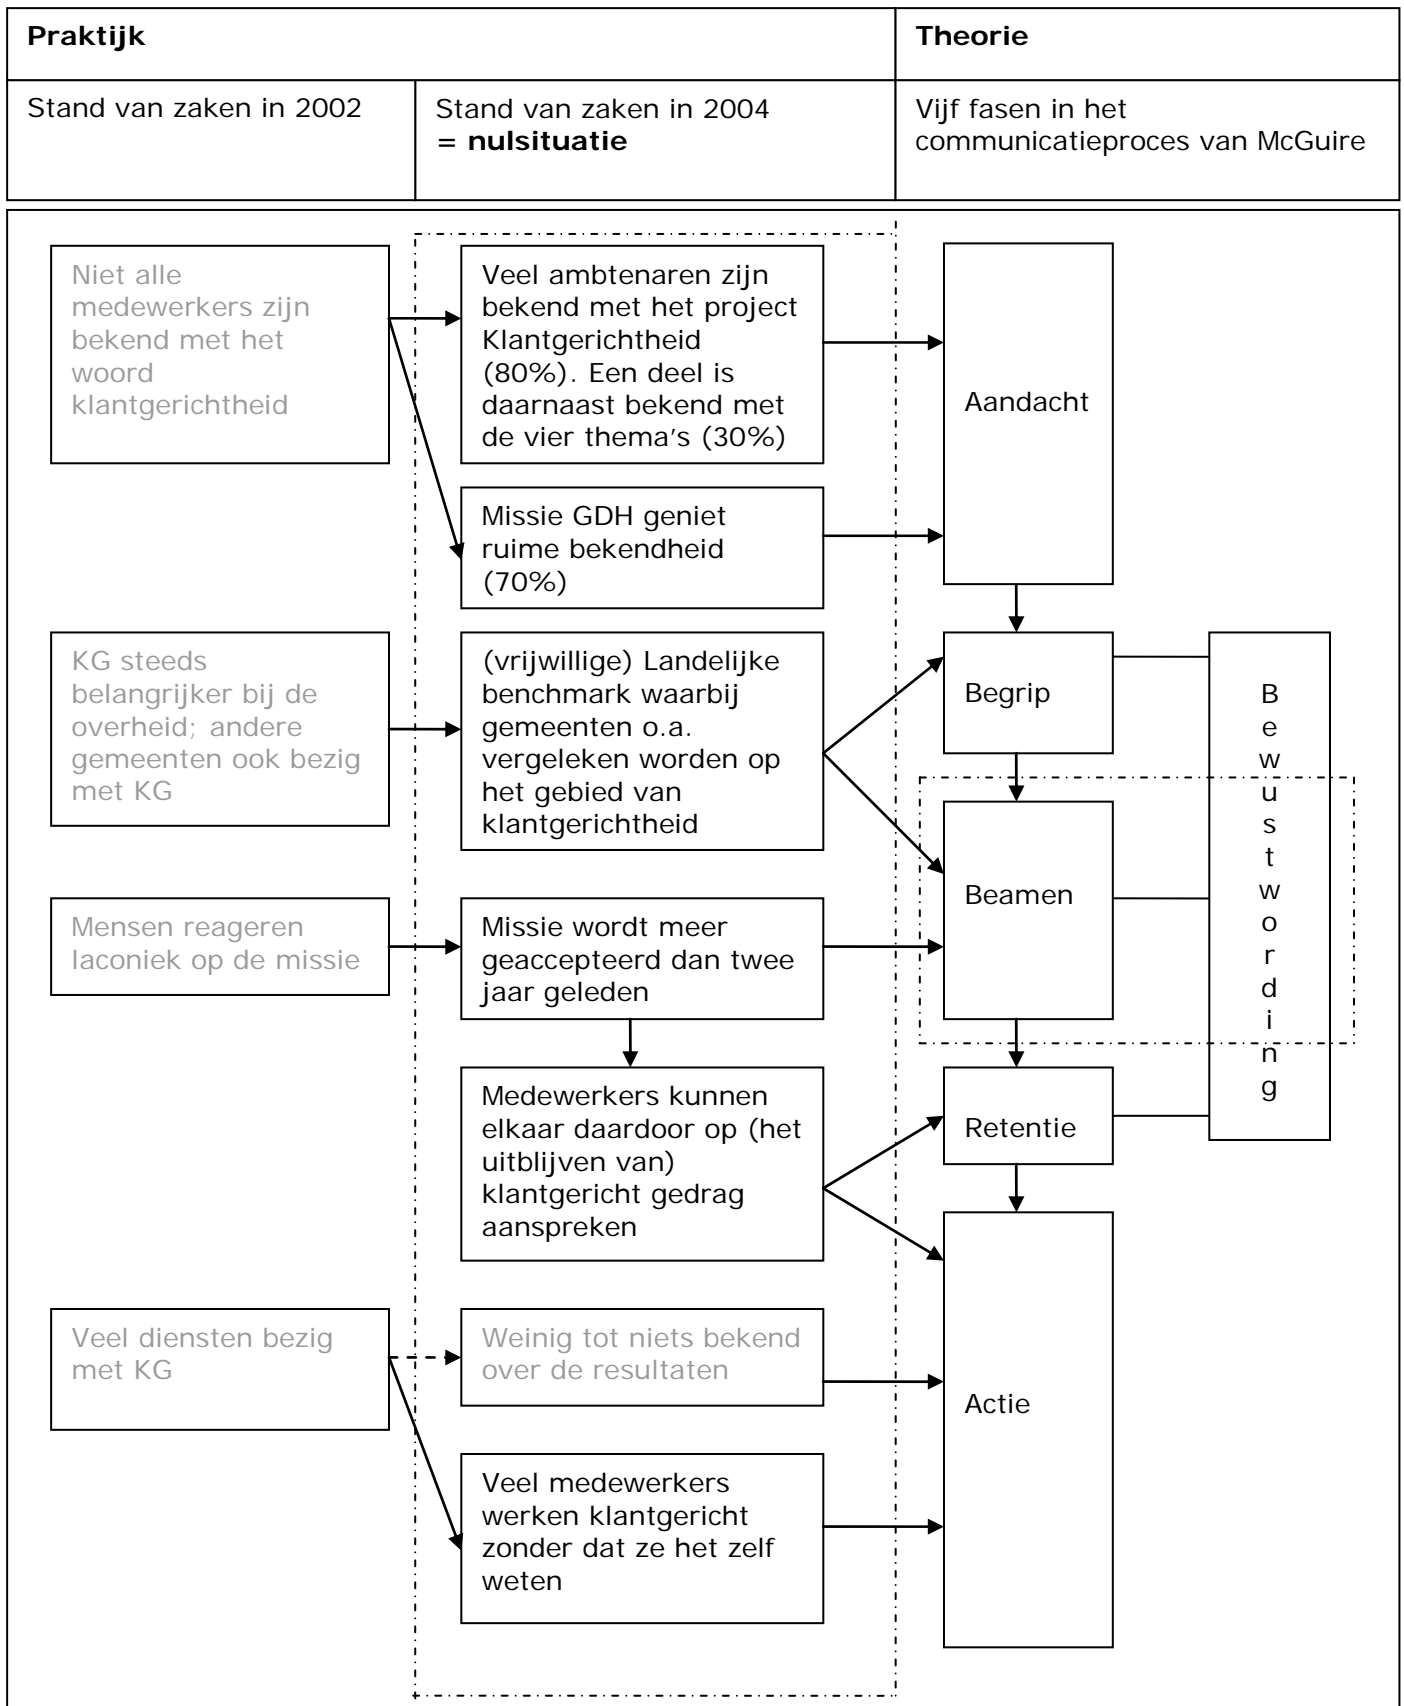 Praktijk
Theorie
Stand van zaken in 2002
Stand van zaken in 2004
= nulsituatie
Vijf fasen in het
communicatieproces van McGuire
Niet alle
medewerkers zijn
bekend met het
woord
klantgerichtheid
Veel ambtenaren zijn
bekend met het project
Klantgerichtheid
(80%). Een deel is
daarnaast bekend met
de vier thema's (30%)
Aandacht
Missie GDH geniet
ruime bekendheid
(70%)
KG steeds
belangrijker bij de
overheid; andere
gemeenten ook bezig
met KG
(vrijwillige) Landelijke
benchmark waarbij
gemeenten o.a.
vergeleken worden op
het gebied van
klantgerichtheid
Begrip
Bewustwording
Beamen
Mensen reageren
laconiek op de missie
Missie wordt meer
geaccepteerd dan twee
jaar geleden
Medewerkers kunnen
elkaar daardoor op (het
uitblijven van)
klantgericht gedrag
aanspreken
Retentie
Veel diensten bezig
met KG
Weinig tot niets bekend
over de resultaten
Actie
Veel medewerkers
werken klantgericht
zonder dat ze het zelf
weten